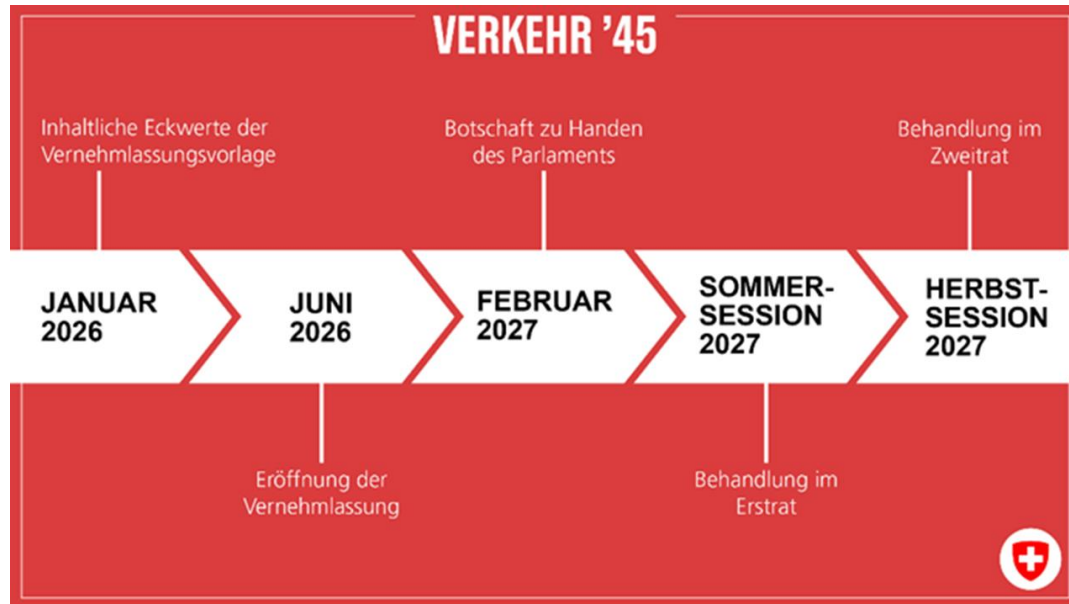 VERKEHR ’45
Inhaltliche Eckwerte der
Vernehmlassungsvorlage
Botschaft zu Handen
des Parlaments
Behandlung im
Zweitrat
JANUAR
2026
JUNI
2026
FEBRUAR
2027
SOMMER-
SESSION
2027
HERBST-
SESSION
2027
Eröffnung der
Vernehmlassung
Behandlung im
Erstrat